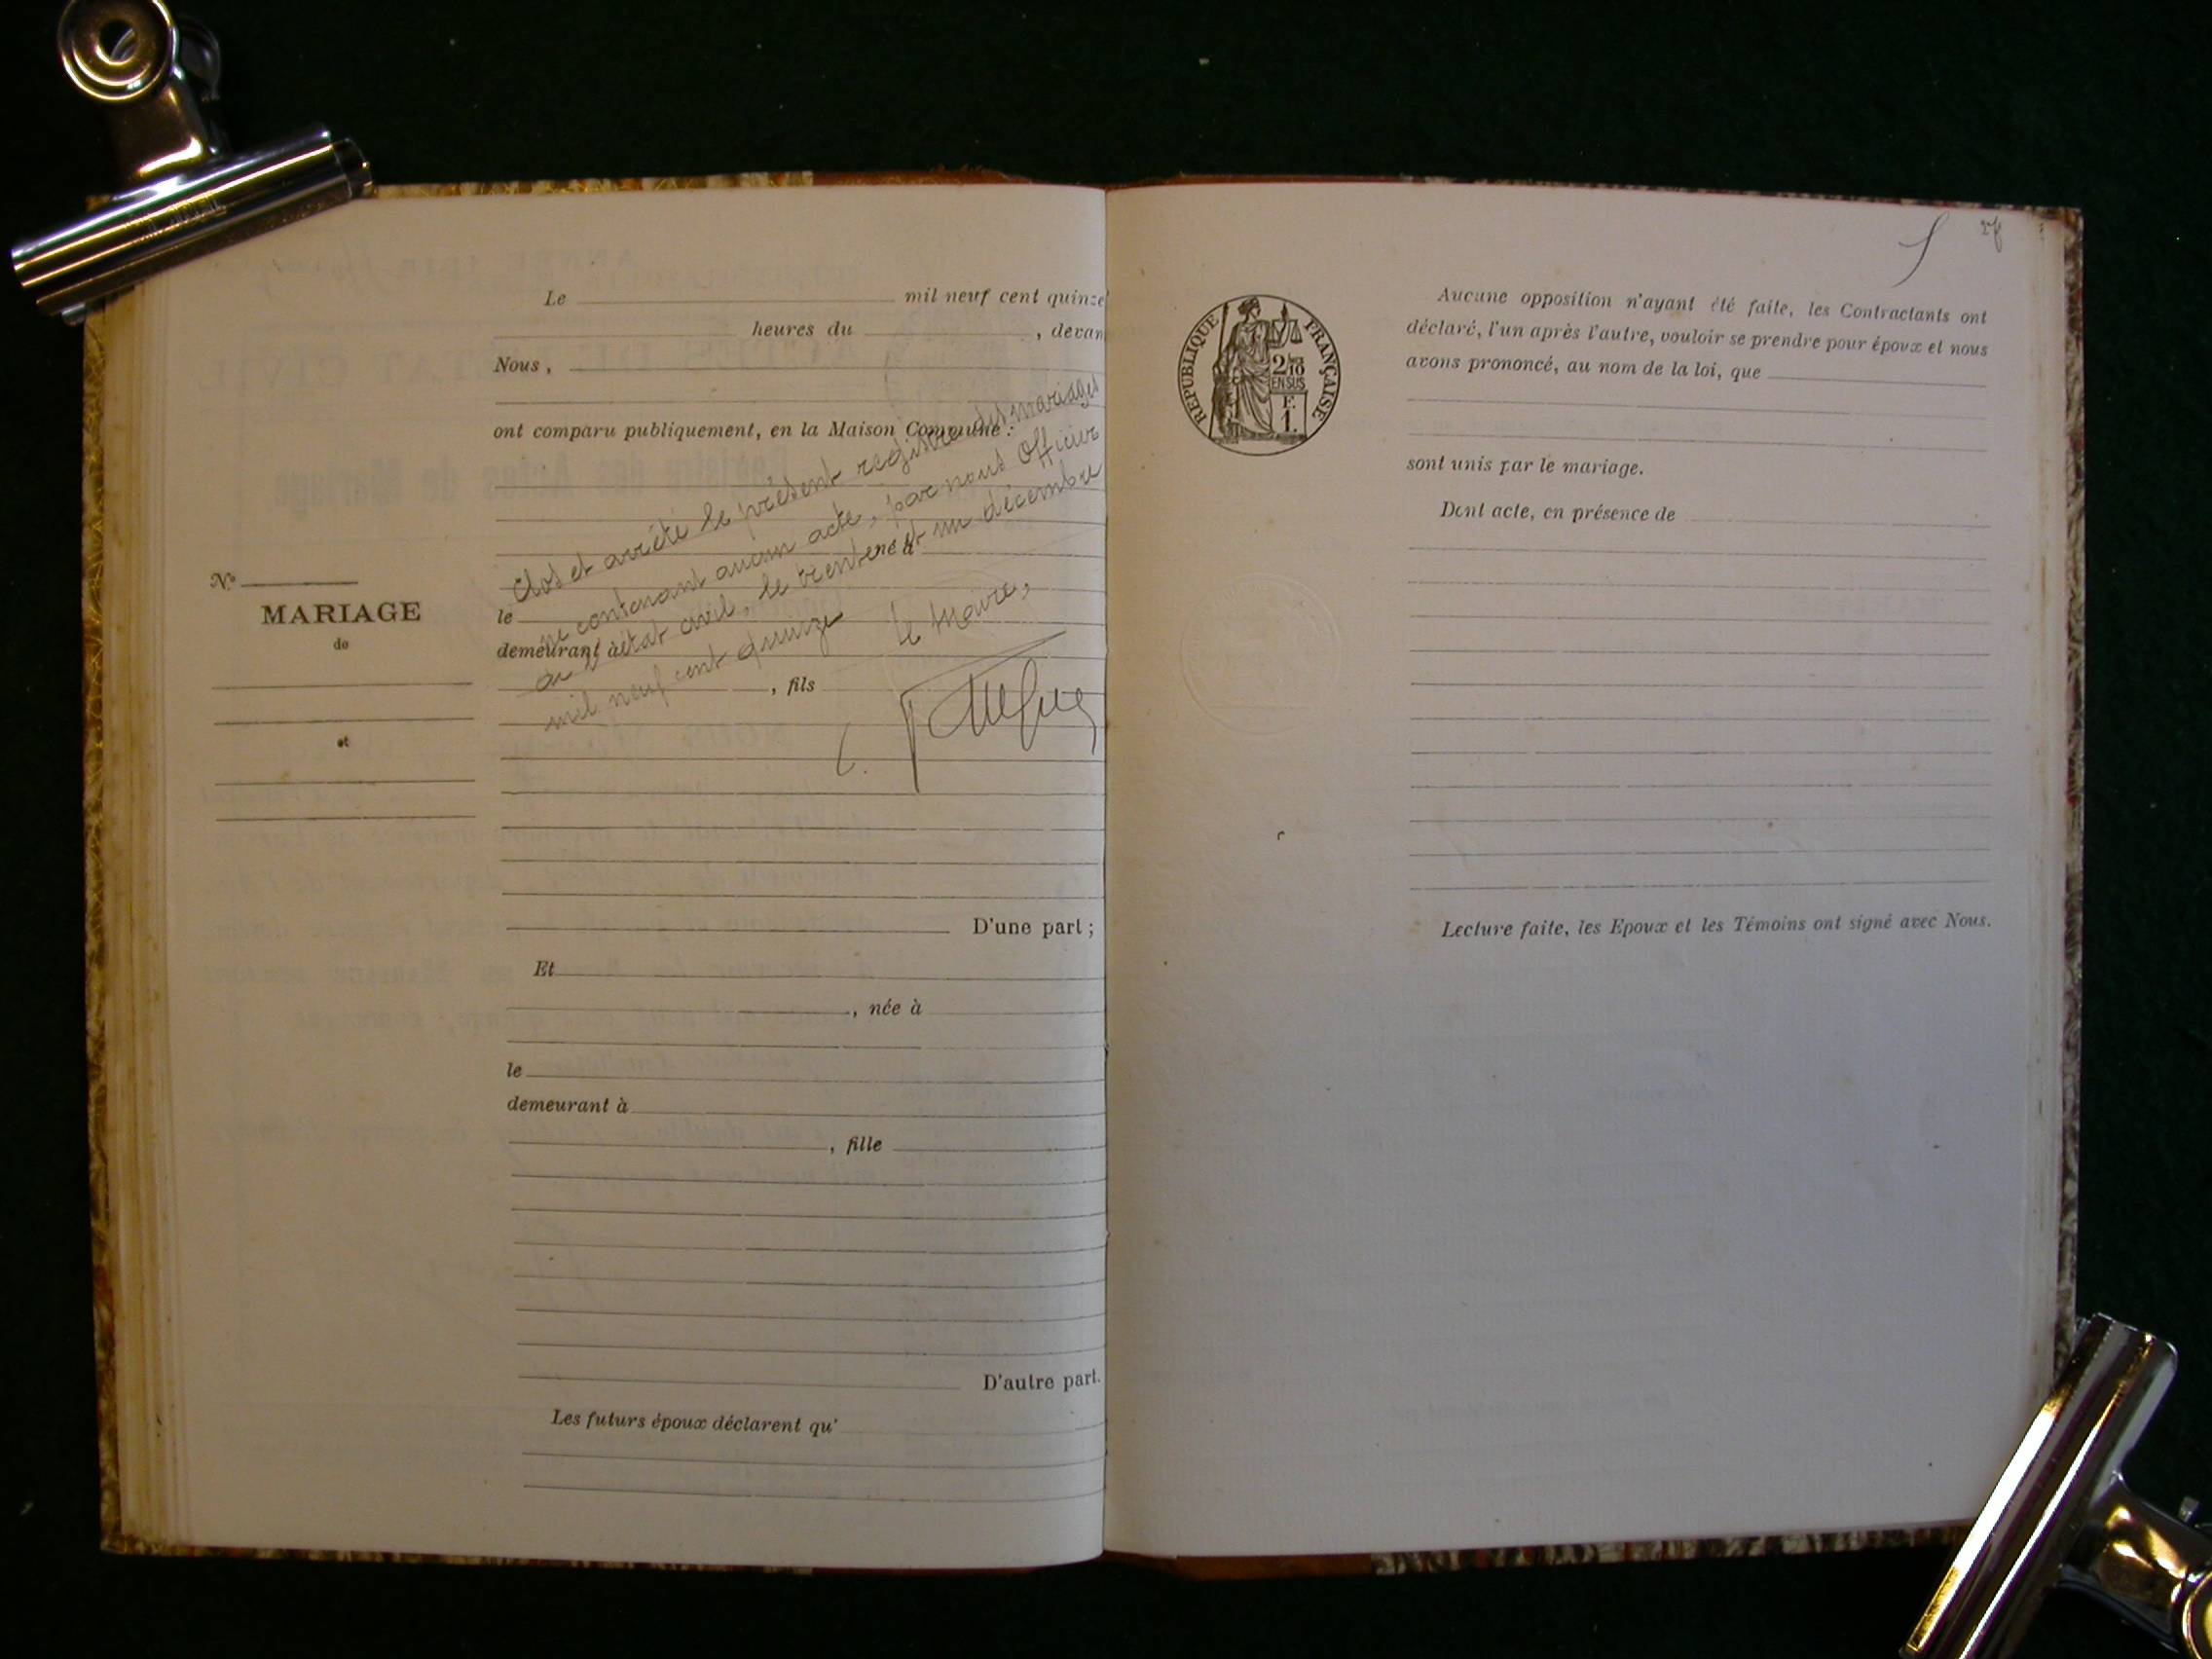 Le mil neuf cent quinze
heures du , devan
Nous,
ont comparu publiquement, en la Maison Commune :
Clos et arrêté le présent registre des mariages
ne contenant aucun acte, par nous Officier
de l'état civil, le trente et un décembre
mil neuf cent quinze
Le Maire,
né à
le
demeurant à
, fils
D'une part ;
Et
, née à
le
demeurant à
, fille
D'autre part.
Les futurs époux déclarent qu'
N°
MARIAGE
de
et
RÉPUBLIQUE FRANÇAISE
2/10
EN SUS
F.
1.
Aucune opposition n'ayant été faite, les Contractants ont
déclaré, l'un après l'autre, vouloir se prendre pour époux et nous
avons prononcé, au nom de la loi, que
sont unis par le mariage.
Dont acte, en présence de
Lecture faite, les Epoux et les Témoins ont signé avec Nous.